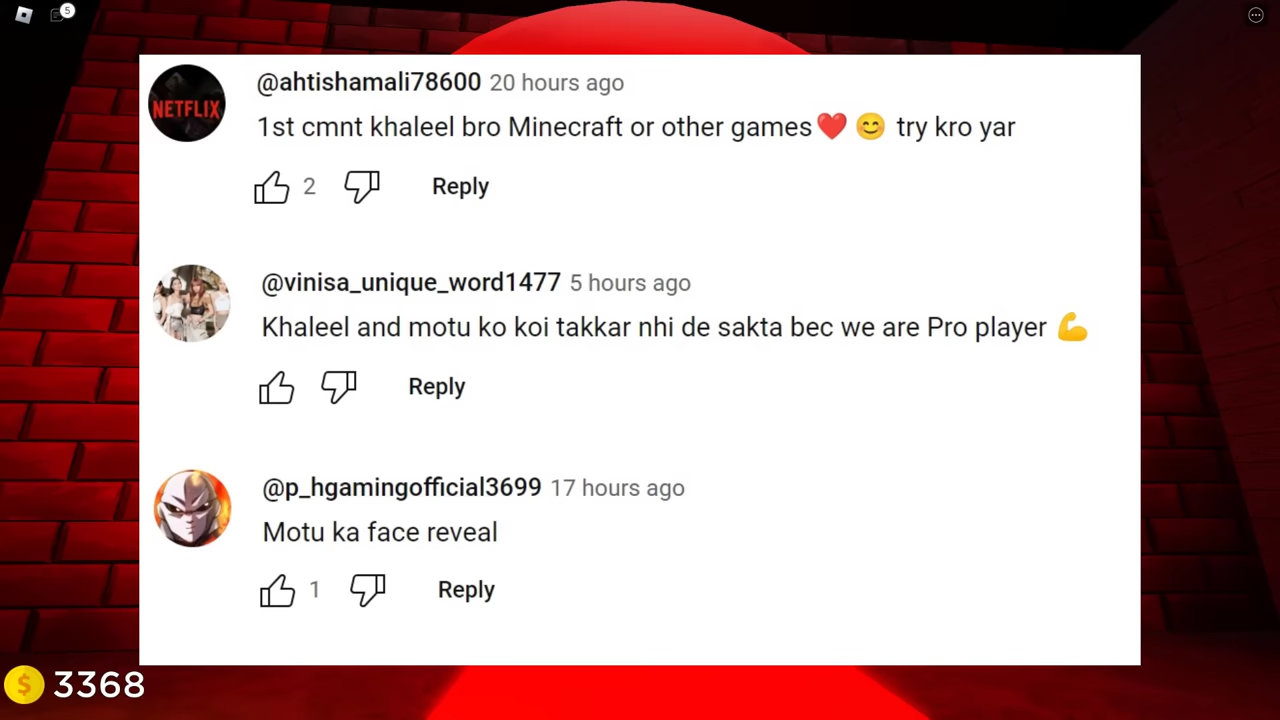 5
NETFLIX
@ahtishamali78600 20 hours ago
1st cmnt khaleel bro Minecraft or other games❤️ 😊 try kro yar
2 Reply
@vinisa_unique_word1477 5 hours ago
Khaleel and motu ko koi takkar nhi de sakta bec we are Pro player 💪
Reply
@p_hgamingofficial3699 17 hours ago
Motu ka face reveal
1 Reply
$ 3368